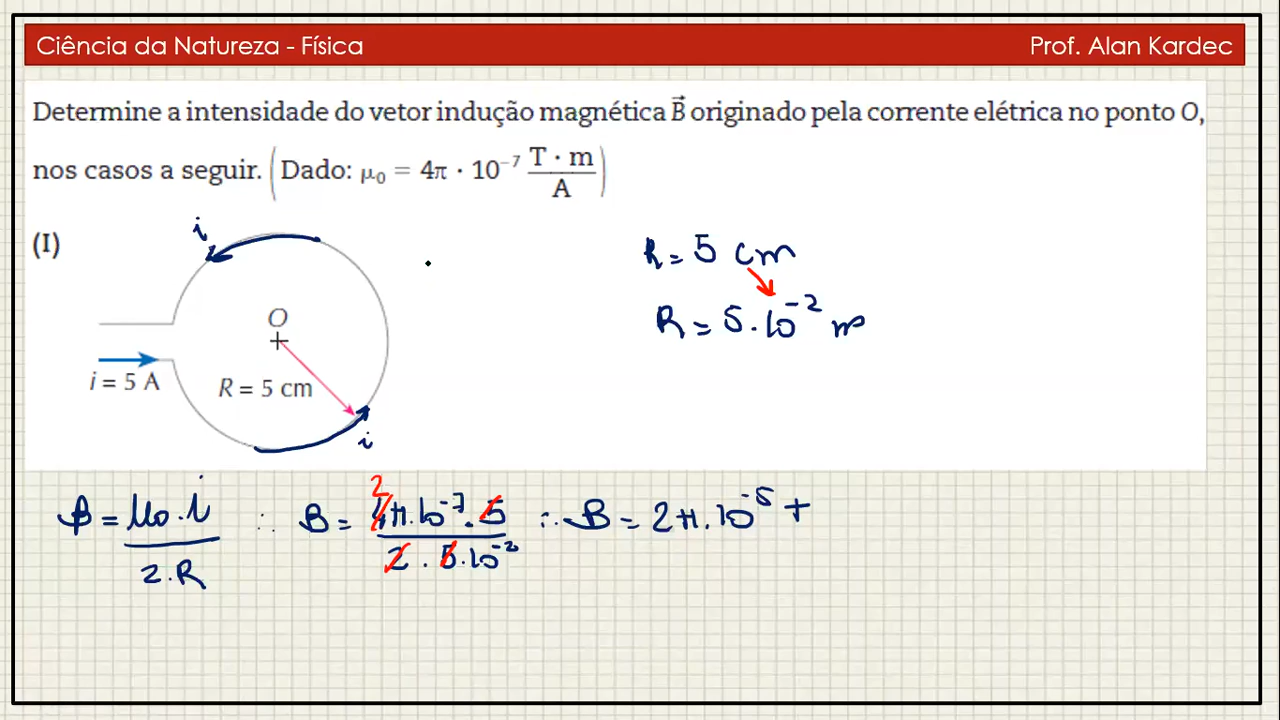 Ciência da Natureza - Física
Prof. Alan Kardec
Determine a intensidade do vetor indução magnética B⃗ originado pela corrente elétrica no ponto O,
nos casos a seguir. (Dado: μ₀ = 4π · 10⁻⁷ T · m / A)
(I)
i
R = 5 cm
R = 5.10⁻² m
O
i = 5 A
R = 5 cm
i
B = μ₀.i / 2.R ∴ B = 4π.10⁻⁷.5 / 2.5.10⁻² ∴ B = 2π.10⁻⁵ T
2